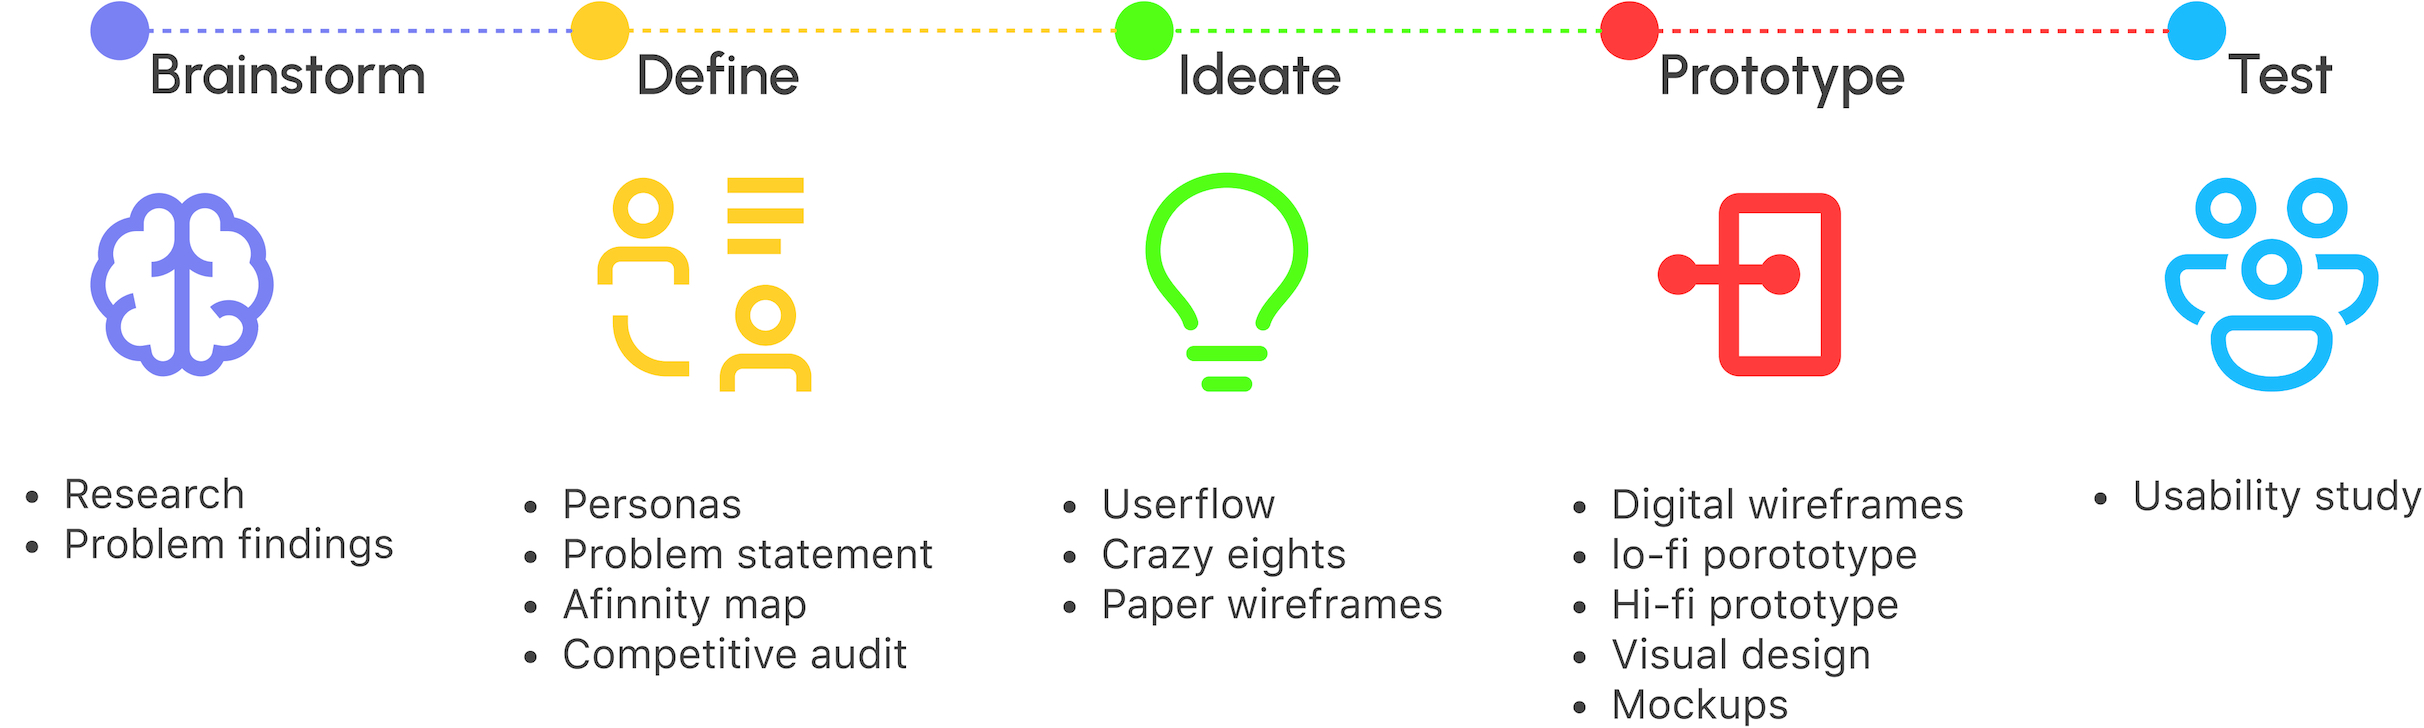 Brainstorm
Define
Ideate
Prototype
Test
• Research
• Problem findings
• Personas
• Problem statement
• Afinnity map
• Competitive audit
• Userflow
• Crazy eights
• Paper wireframes
• Digital wireframes
• lo-fi porototype
• Hi-fi prototype
• Visual design
• Mockups
• Usability study